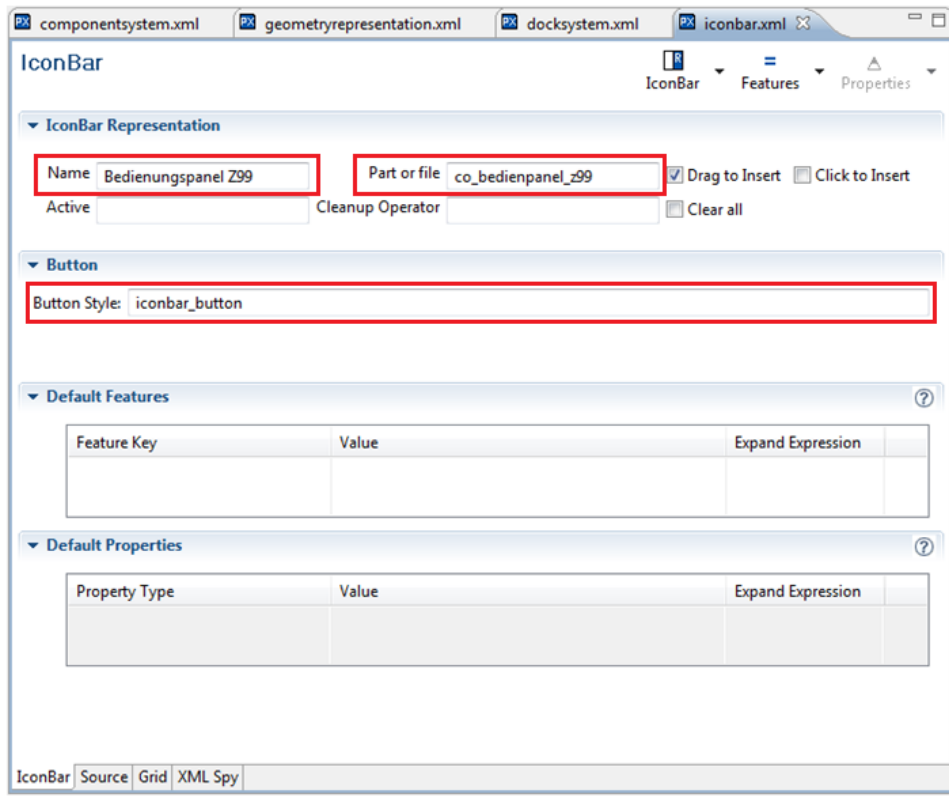 componentsystem.xml geometryrepresentation.xml docksystem.xml iconbar.xml
IconBar
IconBar Features Properties
IconBar Representation
Name Bedienungspanel Z99 Part or file co_bedienpanel_z99 Drag to Insert Click to Insert
Active Cleanup Operator Clear all
Button
Button Style: iconbar_button
Default Features
Feature Key Value Expand Expression
Default Properties
Property Type Value Expand Expression
IconBar Source Grid XML Spy